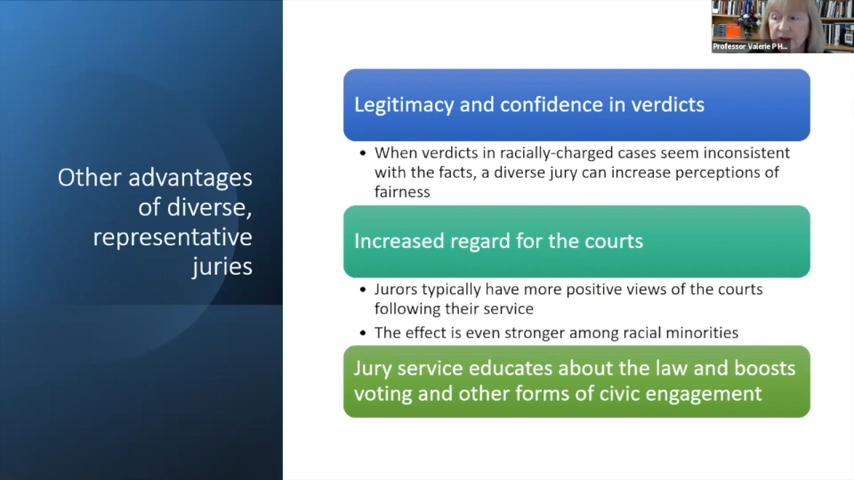 Professor Valerie P H...
Other advantages
of diverse,
representative
juries
Legitimacy and confidence in verdicts
• When verdicts in racially-charged cases seem inconsistent
with the facts, a diverse jury can increase perceptions of
fairness
Increased regard for the courts
• Jurors typically have more positive views of the courts
following their service
• The effect is even stronger among racial minorities
Jury service educates about the law and boosts
voting and other forms of civic engagement